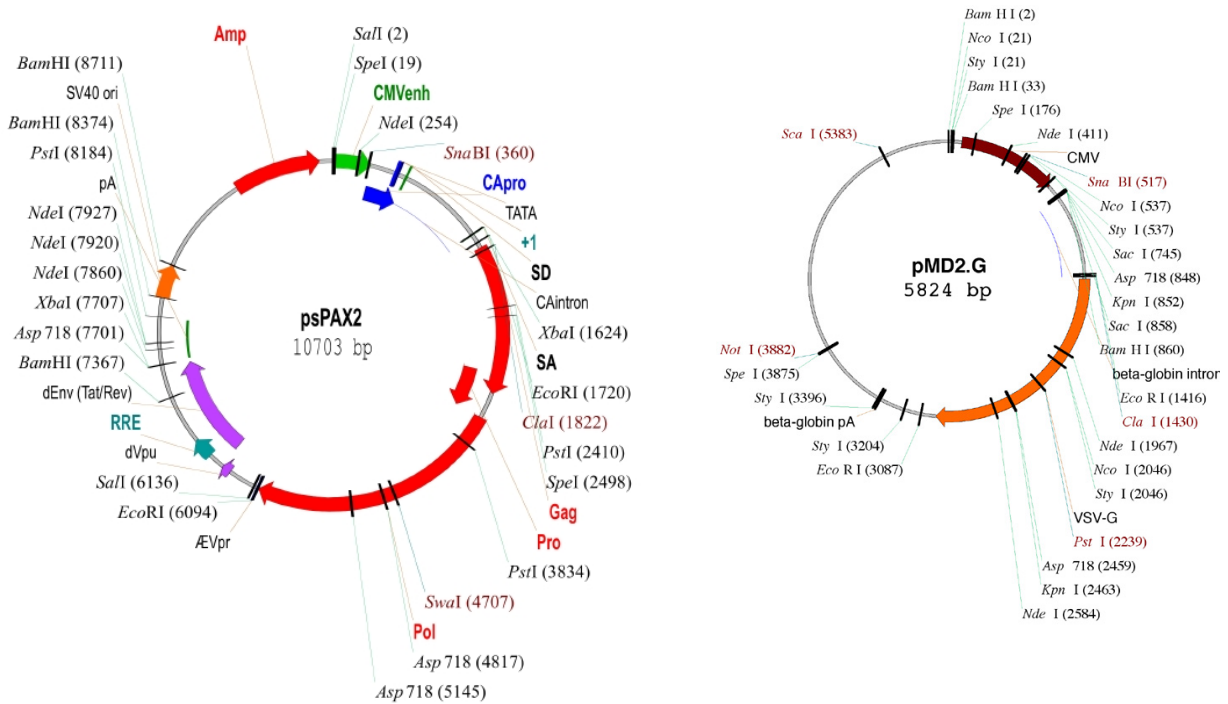 Amp
SalI (2)
SpeI (19)
CMVenh
NdeI (254)
SnaBI (360)
CApro
TATA
+1
SD
CAintron
XbaI (1624)
SA
EcoRI (1720)
ClaI (1822)
PstI (2410)
SpeI (2498)
Gag
Pro
PstI (3834)
SwaI (4707)
Pol
Asp718 (4817)
Asp718 (5145)
BamHI (8711)
SV40 ori
BamHI (8374)
PstI (8184)
pA
NdeI (7927)
NdeI (7920)
NdeI (7860)
XbaI (7707)
Asp718 (7701)
BamHI (7367)
dEnv (Tat/Rev)
RRE
dVpu
SalI (6136)
EcoRI (6094)
ÆVpr
psPAX2
10703 bp
Bam H I (2)
Nco I (21)
Sty I (21)
Bam H I (33)
Spe I (176)
Nde I (411)
CMV
Sna BI (517)
Nco I (537)
Sty I (537)
Sac I (745)
Asp 718 (848)
Kpn I (852)
Sac I (858)
Bam H I (860)
beta-globin intron
Eco R I (1416)
Cla I (1430)
Nde I (1967)
Nco I (2046)
Sty I (2046)
VSV-G
Pst I (2239)
Asp 718 (2459)
Kpn I (2463)
Nde I (2584)
Sca I (5383)
Not I (3882)
Spe I (3875)
Sty I (3396)
beta-globin pA
Sty I (3204)
Eco R I (3087)
pMD2.G
5824 bp